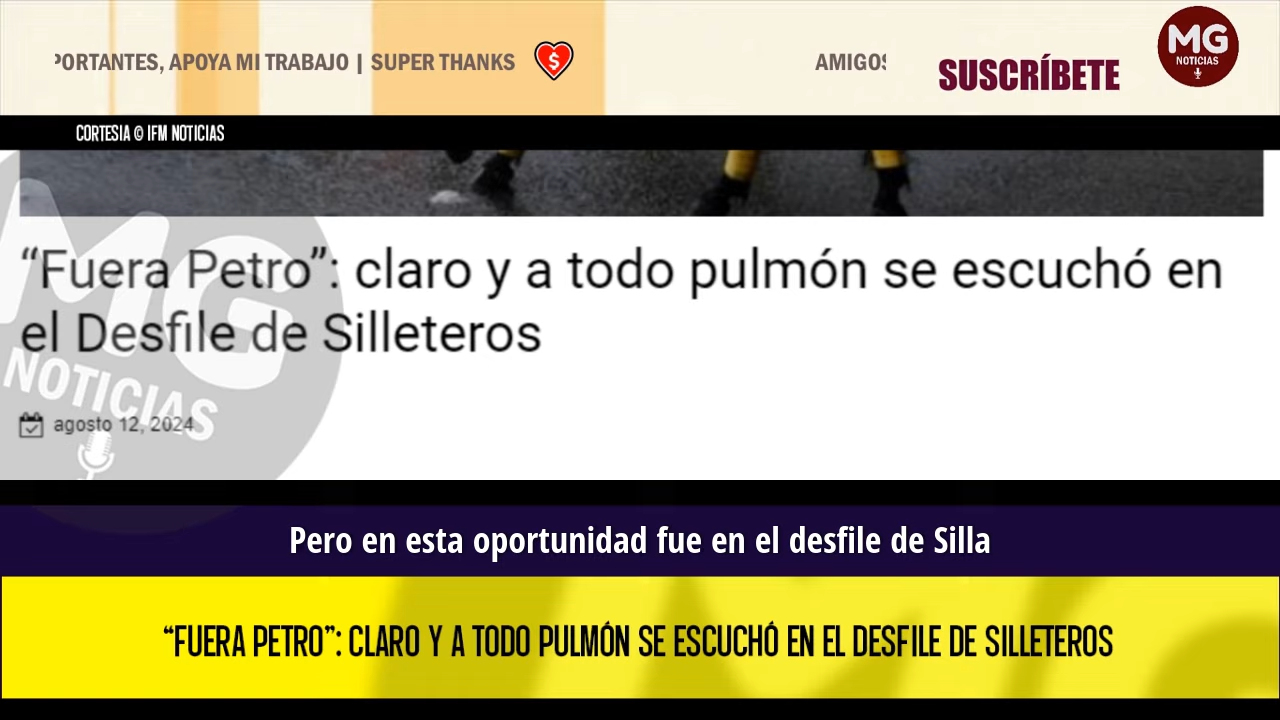 PORTANTES, APOYA MI TRABAJO | SUPER THANKS
$
AMIGOS
SUSCRÍBETE
MG
NOTICIAS
CORTESIA © IFM NOTICIAS
“Fuera Petro”: claro y a todo pulmón se escuchó en
el Desfile de Silleteros
MG
NOTICIAS
agosto 12, 2024
Pero en esta oportunidad fue en el desfile de Silla
“FUERA PETRO”: CLARO Y A TODO PULMÓN SE ESCUCHÓ EN EL DESFILE DE SILLETEROS